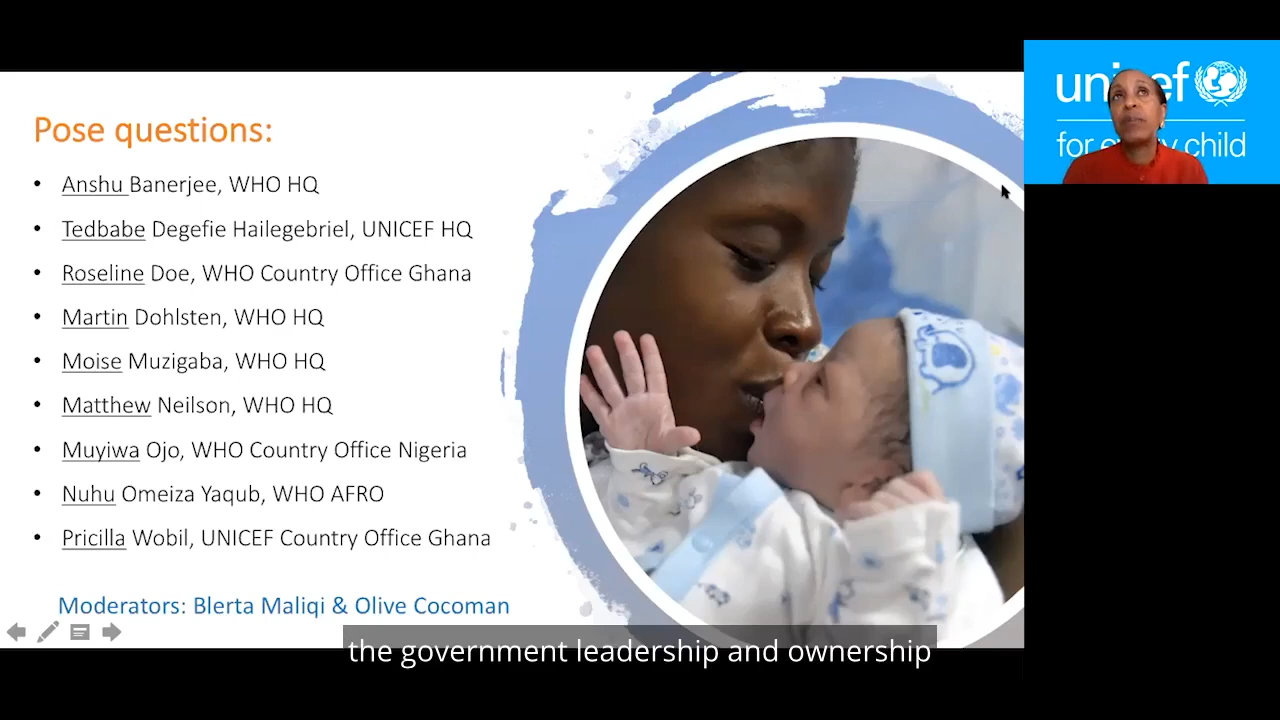 Pose questions:
• Anshu Banerjee, WHO HQ
• Tedbabe Degefie Hailegebriel, UNICEF HQ
• Roseline Doe, WHO Country Office Ghana
• Martin Dohlsten, WHO HQ
• Moise Muzigaba, WHO HQ
• Matthew Neilson, WHO HQ
• Muyiwa Ojo, WHO Country Office Nigeria
• Nuhu Omeiza Yaqub, WHO AFRO
• Pricilla Wobil, UNICEF Country Office Ghana
Moderators: Blerta Maliqi & Olive Cocoman
the government leadership and ownership
unicef
for every child